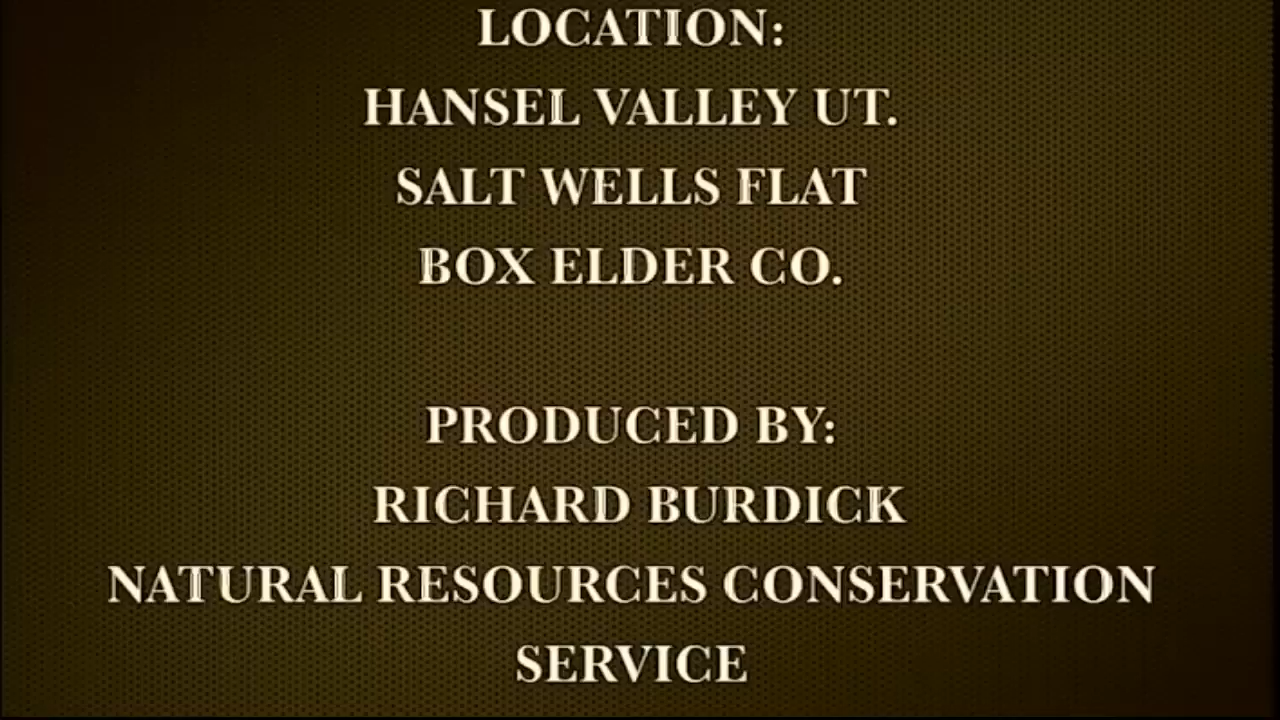 LOCATION:
HANSEL VALLEY UT.
SALT WELLS FLAT
BOX ELDER CO.
PRODUCED BY:
RICHARD BURDICK
NATURAL RESOURCES CONSERVATION
SERVICE